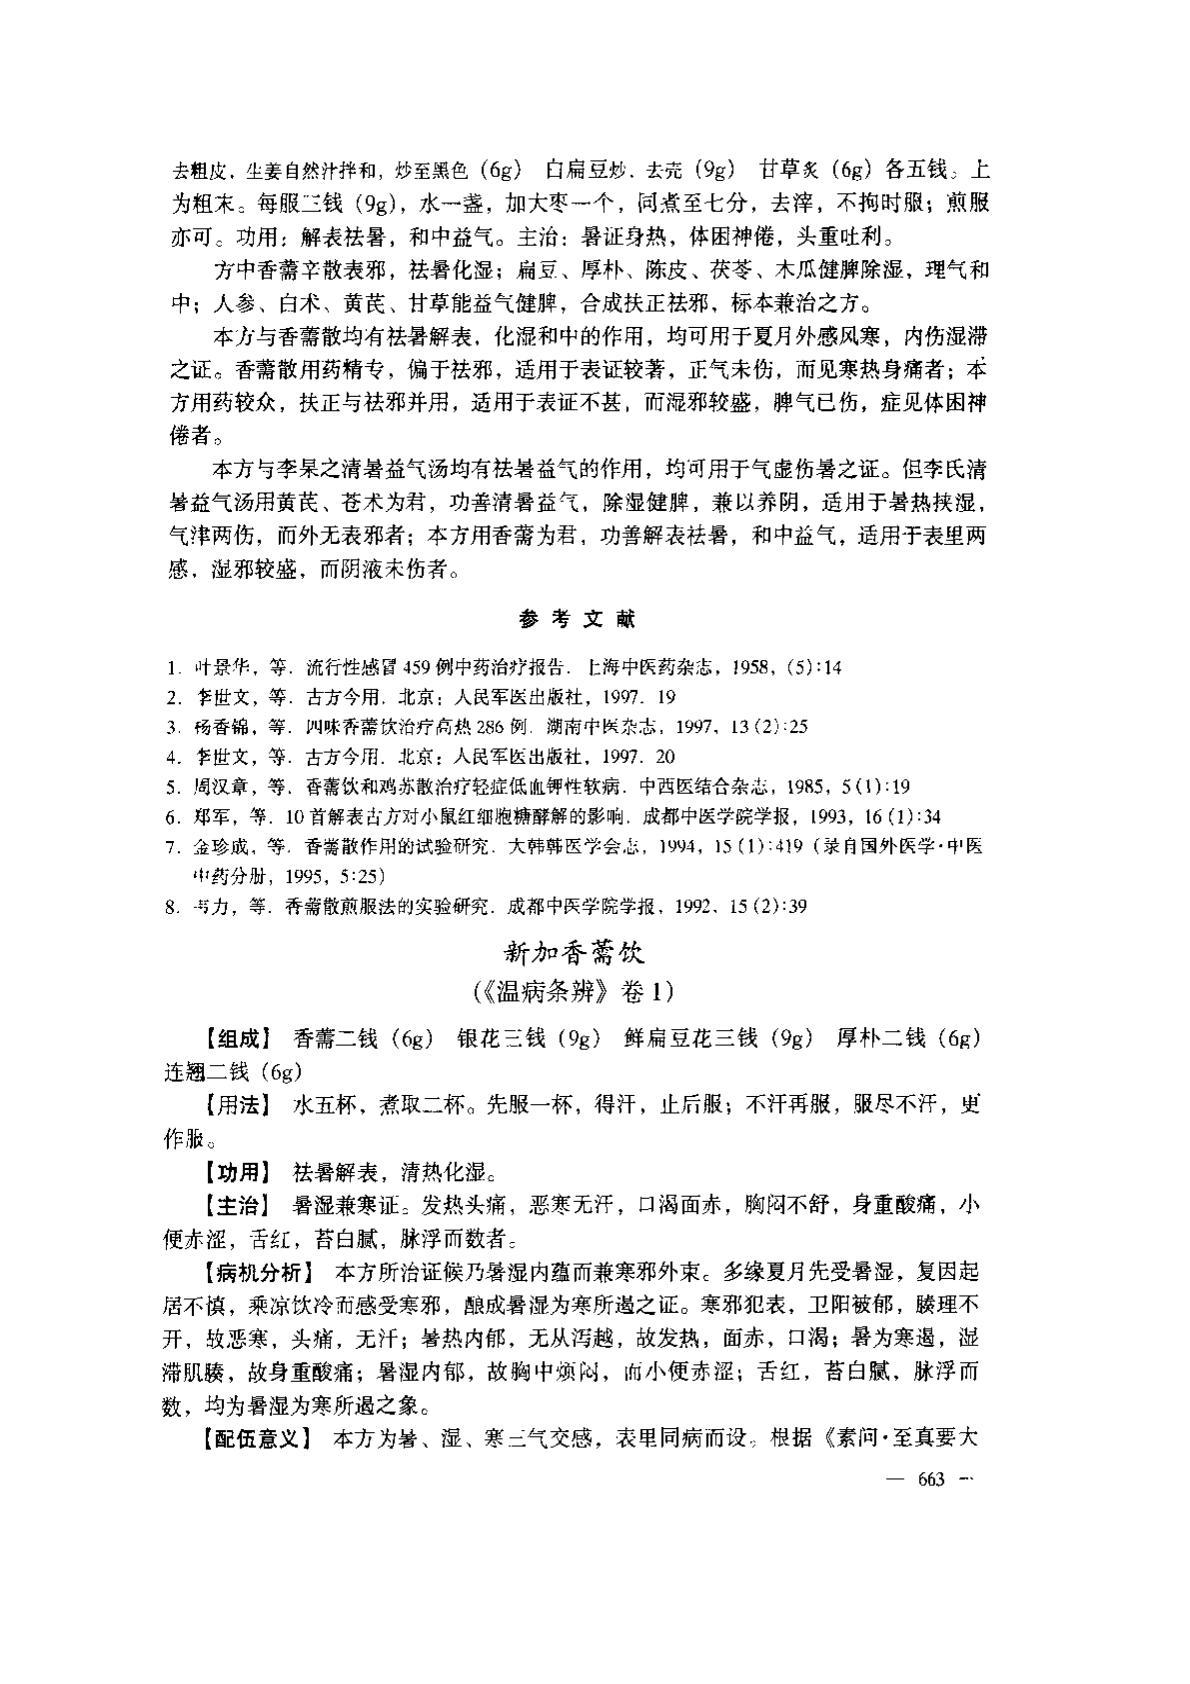 去粗皮，生姜自然汁拌和，炒至黑色（6g） 白扁豆炒，去壳（9g） 甘草炙（6g）各五钱。上
为粗末。每服三钱（9g），水一盏，加大枣一个，同煮至七分，去滓，不拘时服；煎服
亦可。功用：解表祛暑，和中益气。主治：暑证身热，体困神倦，头重吐利。
方中香薷辛散表邪，祛暑化湿；扁豆、厚朴、陈皮、茯苓、木瓜健脾除湿，理气和
中；人参、白术、黄芪、甘草能益气健脾，合成扶正祛邪，标本兼治之方。
本方与香薷散均有祛暑解表，化湿和中的作用，均可用于夏月外感风寒，内伤湿滞
之证。香薷散用药精专，偏于祛邪，适用于表证较著，正气未伤，而见寒热身痛者；本
方用药较众，扶正与祛邪并用，适用于表证不甚，而湿邪较盛，脾气已伤，症见体困神
倦者。
本方与李杲之清暑益气汤均有祛暑益气的作用，均可用于气虚伤暑之证。但李氏清
暑益气汤用黄芪、苍术为君，功善清暑益气，除湿健脾，兼以养阴，适用于暑热挟湿，
气津两伤，而外无表邪者；本方用香薷为君，功善解表祛暑，和中益气，适用于表里两
感，湿邪较盛，而阴液未伤者。
参考文献
1. 叶景华，等．流行性感冒 459 例中药治疗报告．上海中医药杂志，1958，(5):14
2. 李世文，等．古方今用．北京：人民军医出版社，1997．19
3. 杨香锦，等．四味香薷饮治疗高热 286 例．湖南中医杂志，1997，13 (2):25
4. 李世文，等．古方今用．北京：人民军医出版社，1997．20
5. 周汉章，等．香薷饮和鸡苏散治疗轻症低血钾性软病．中西医结合杂志，1985，5 (1):19
6. 郑军，等．10 首解表古方对小鼠红细胞糖酵解的影响．成都中医学院学报，1993，16 (1):34
7. 金珍成，等．香薷散作用的试验研究．大韩韩医学会志，1994，15 (1):419（录自国外医学·中医
中药分册，1995，5:25）
8. 韦力，等．香薷散煎服法的实验研究．成都中医学院学报，1992，15 (2):39
新加香薷饮
（《温病条辨》卷 1）
【组成】 香薷二钱（6g） 银花三钱（9g） 鲜扁豆花三钱（9g） 厚朴二钱（6g）
连翘二钱（6g）
【用法】 水五杯，煮取二杯。先服一杯，得汗，止后服；不汗再服，服尽不汗，更
作服。
【功用】 祛暑解表，清热化湿。
【主治】 暑湿兼寒证。发热头痛，恶寒无汗，口渴面赤，胸闷不舒，身重酸痛，小
便赤涩，舌红，苔白腻，脉浮而数者。
【病机分析】 本方所治证候乃暑湿内蕴而兼寒邪外束。多缘夏月先受暑湿，复因起
居不慎，乘凉饮冷而感受寒邪，酿成暑湿为寒所遏之证。寒邪犯表，卫阳被郁，腠理不
开，故恶寒，头痛，无汗；暑热内郁，无从泻越，故发热，面赤，口渴；暑为寒遏，湿
滞肌腠，故身重酸痛；暑湿内郁，故胸中烦闷，而小便赤涩；舌红，苔白腻，脉浮而
数，均为暑湿为寒所遏之象。
【配伍意义】 本方为暑、湿、寒三气交感，表里同病而设。根据《素问·至真要大
— 663 —